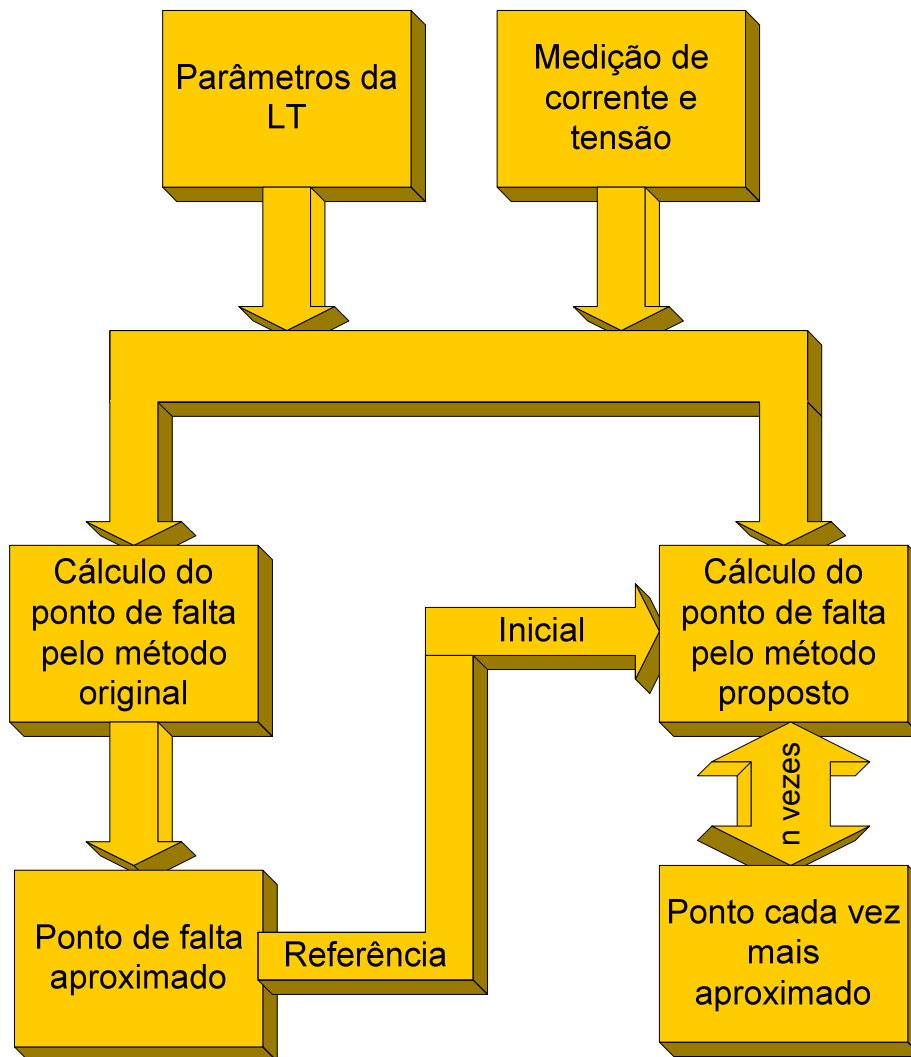 Parâmetros da
LT
Medição de
corrente e
tensão
Cálculo do
ponto de falta
pelo método
original
Inicial
Cálculo do
ponto de falta
pelo método
proposto
n vezes
Ponto de falta
aproximado
Referência
Ponto cada vez
mais
aproximado